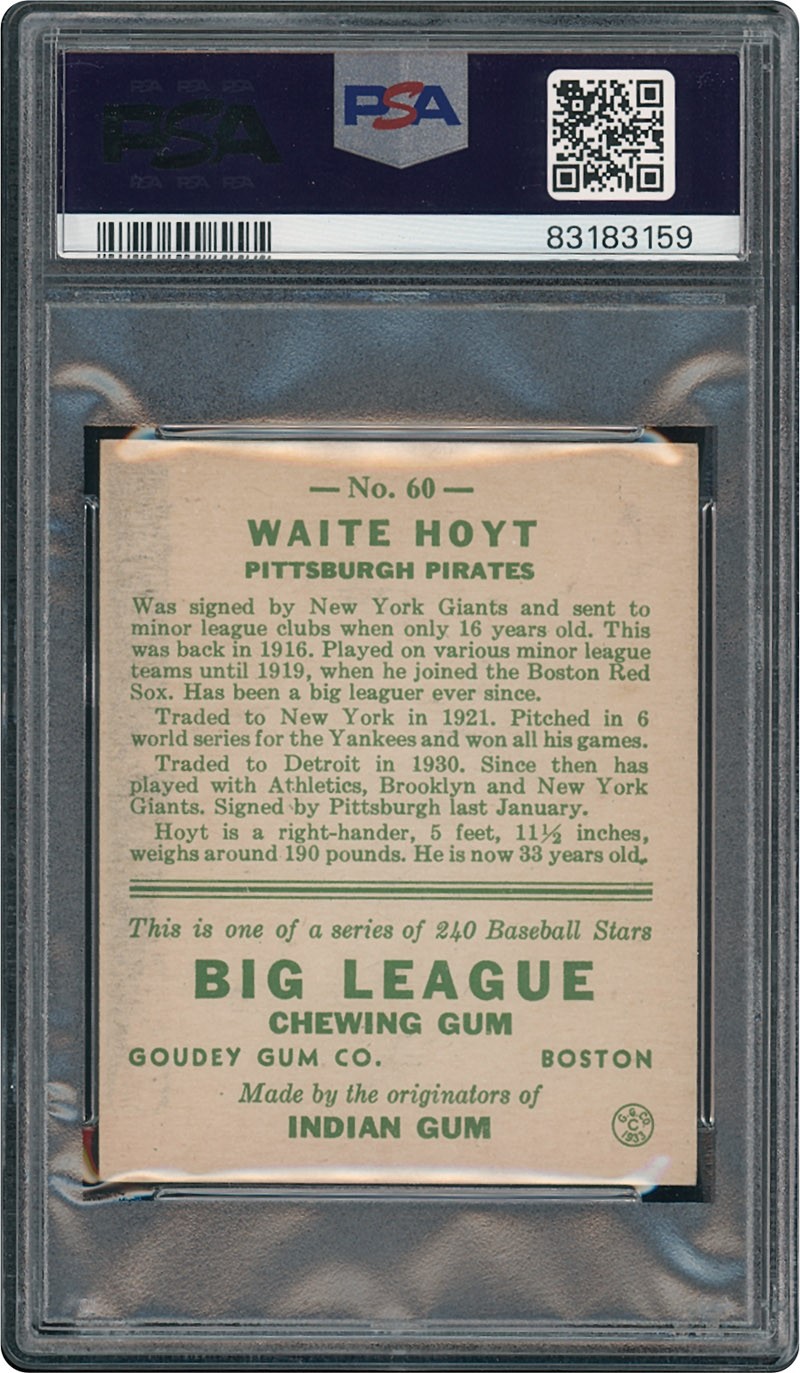 PSA PSA PSA
PSA
PSA PSA PSA
PSA
83183159
— No. 60 —
WAITE HOYT
PITTSBURGH PIRATES
Was signed by New York Giants and sent to
minor league clubs when only 16 years old. This
was back in 1916. Played on various minor league
teams until 1919, when he joined the Boston Red
Sox. Has been a big leaguer ever since.
Traded to New York in 1921. Pitched in 6
world series for the Yankees and won all his games.
Traded to Detroit in 1930. Since then has
played with Athletics, Brooklyn and New York
Giants. Signed by Pittsburgh last January.
Hoyt is a right-hander, 5 feet, 11½ inches,
weighs around 190 pounds. He is now 33 years old.
This is one of a series of 240 Baseball Stars
BIG LEAGUE
CHEWING GUM
GOUDEY GUM CO. BOSTON
Made by the originators of
INDIAN GUM
G.G.CO.
C
1933